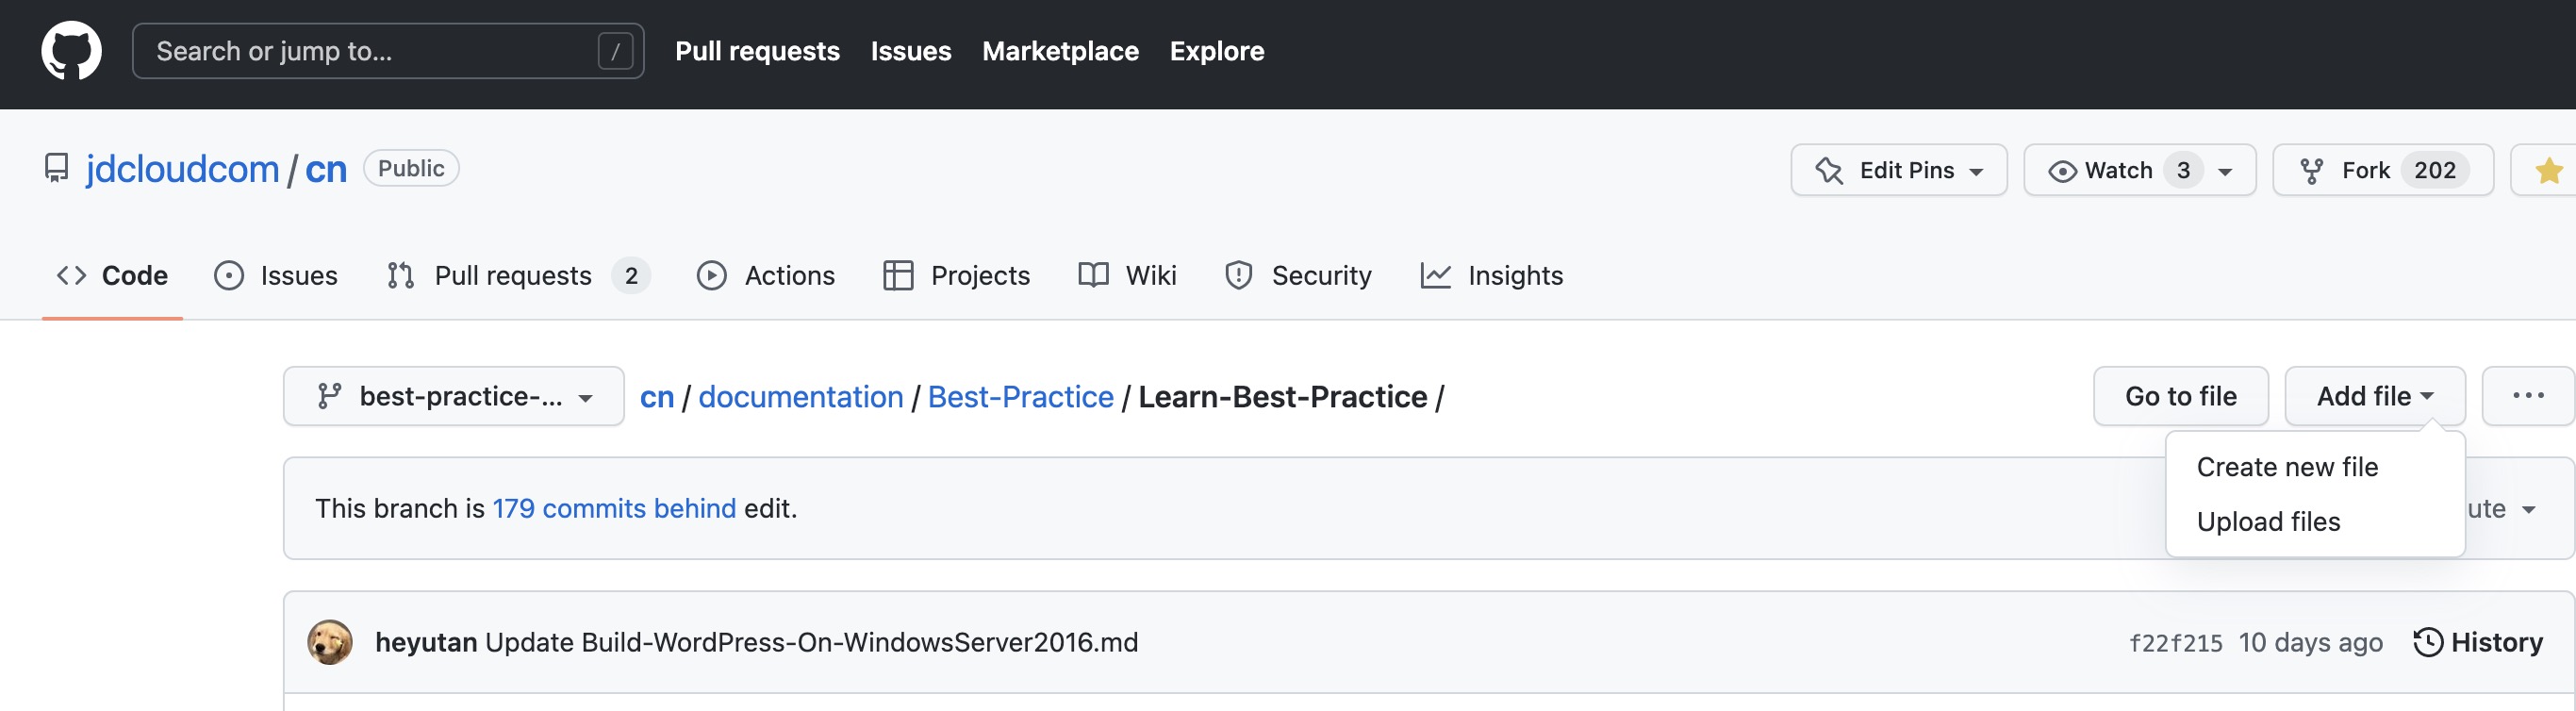 Search or jump to... / Pull requests Issues Marketplace Explore
jdcloudcom / cn Public Edit Pins Watch 3 Fork 202
Code Issues Pull requests 2 Actions Projects Wiki Security Insights
best-practice-... cn / documentation / Best-Practice / Learn-Best-Practice / Go to file Add file ...
Create new file
This branch is 179 commits behind edit. ute
Upload files
heyutan Update Build-WordPress-On-WindowsServer2016.md f22f215 10 days ago History